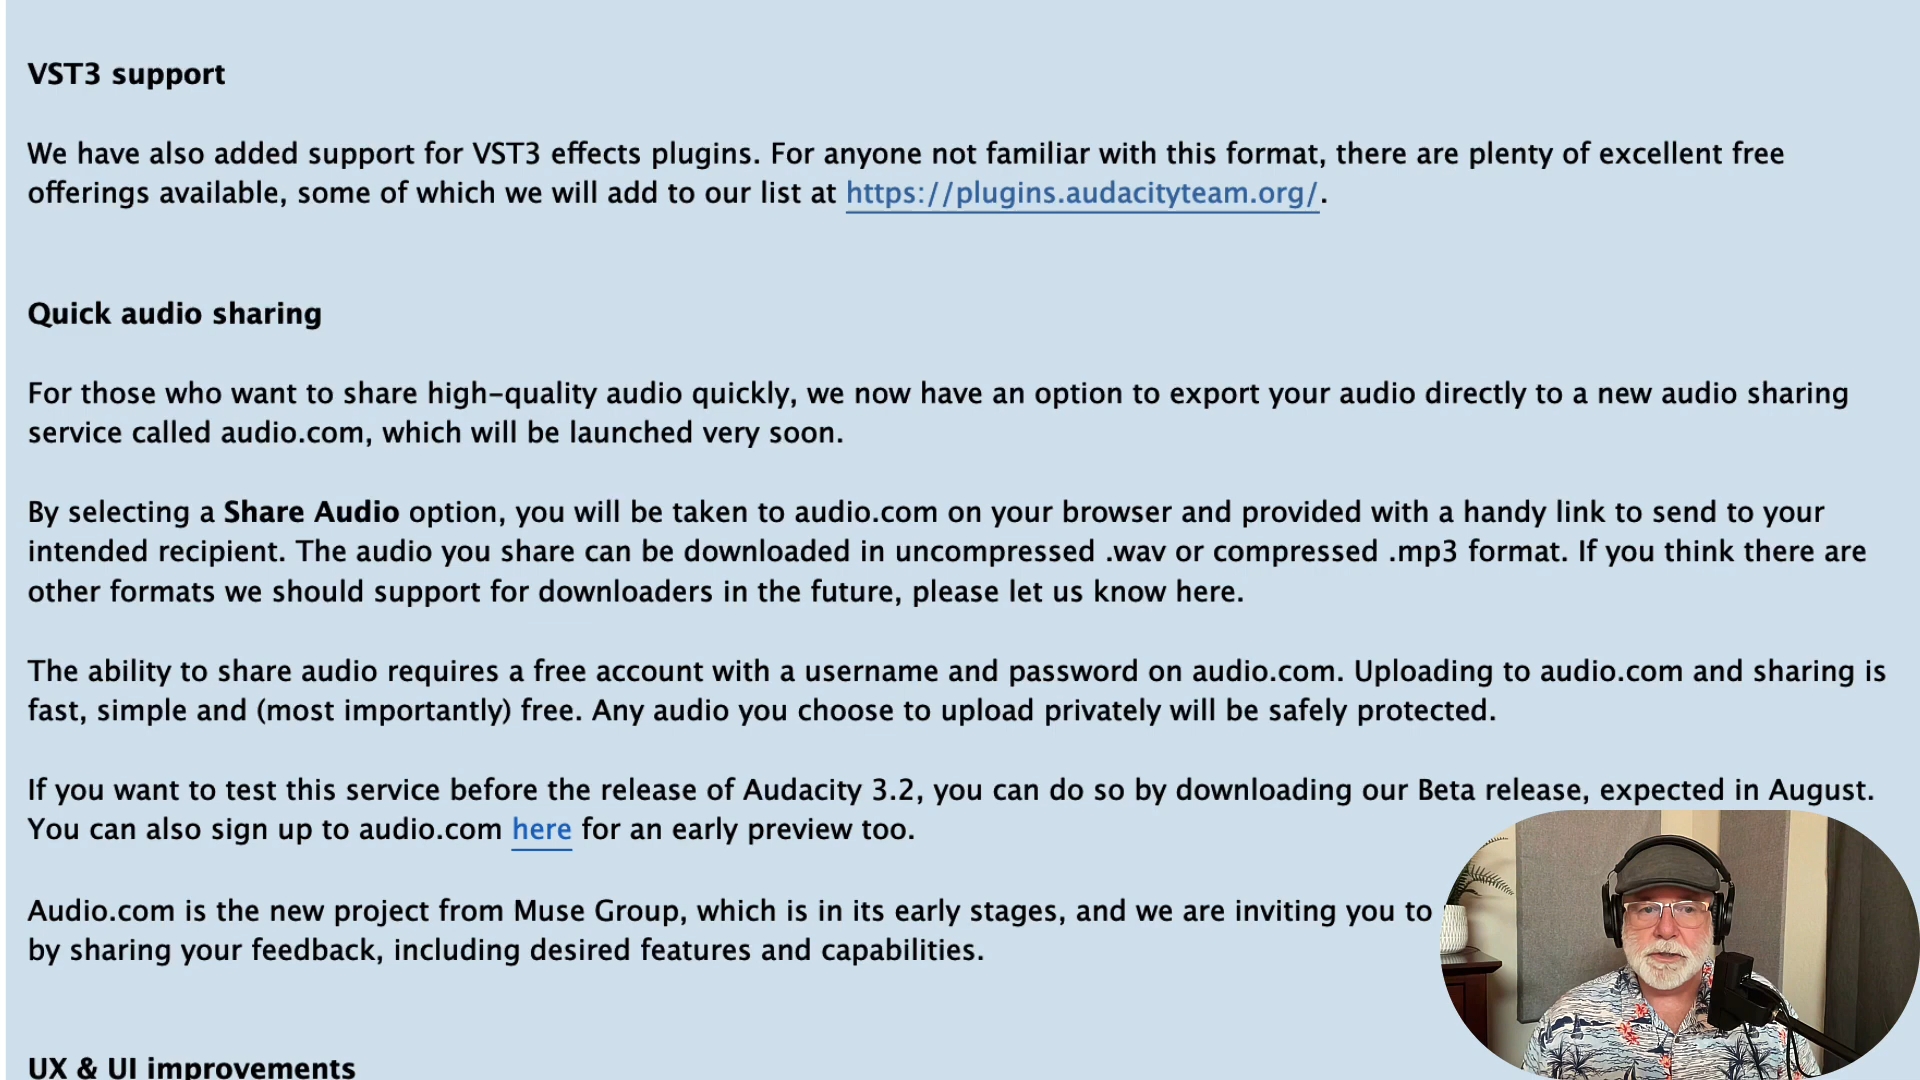 VST3 support
We have also added support for VST3 effects plugins. For anyone not familiar with this format, there are plenty of excellent free
offerings available, some of which we will add to our list at https://plugins.audacityteam.org/.
Quick audio sharing
For those who want to share high-quality audio quickly, we now have an option to export your audio directly to a new audio sharing
service called audio.com, which will be launched very soon.
By selecting a Share Audio option, you will be taken to audio.com on your browser and provided with a handy link to send to your
intended recipient. The audio you share can be downloaded in uncompressed .wav or compressed .mp3 format. If you think there are
other formats we should support for downloaders in the future, please let us know here.
The ability to share audio requires a free account with a username and password on audio.com. Uploading to audio.com and sharing is
fast, simple and (most importantly) free. Any audio you choose to upload privately will be safely protected.
If you want to test this service before the release of Audacity 3.2, you can do so by downloading our Beta release, expected in August.
You can also sign up to audio.com here for an early preview too.
Audio.com is the new project from Muse Group, which is in its early stages, and we are inviting you to
by sharing your feedback, including desired features and capabilities.
UX & UI improvements